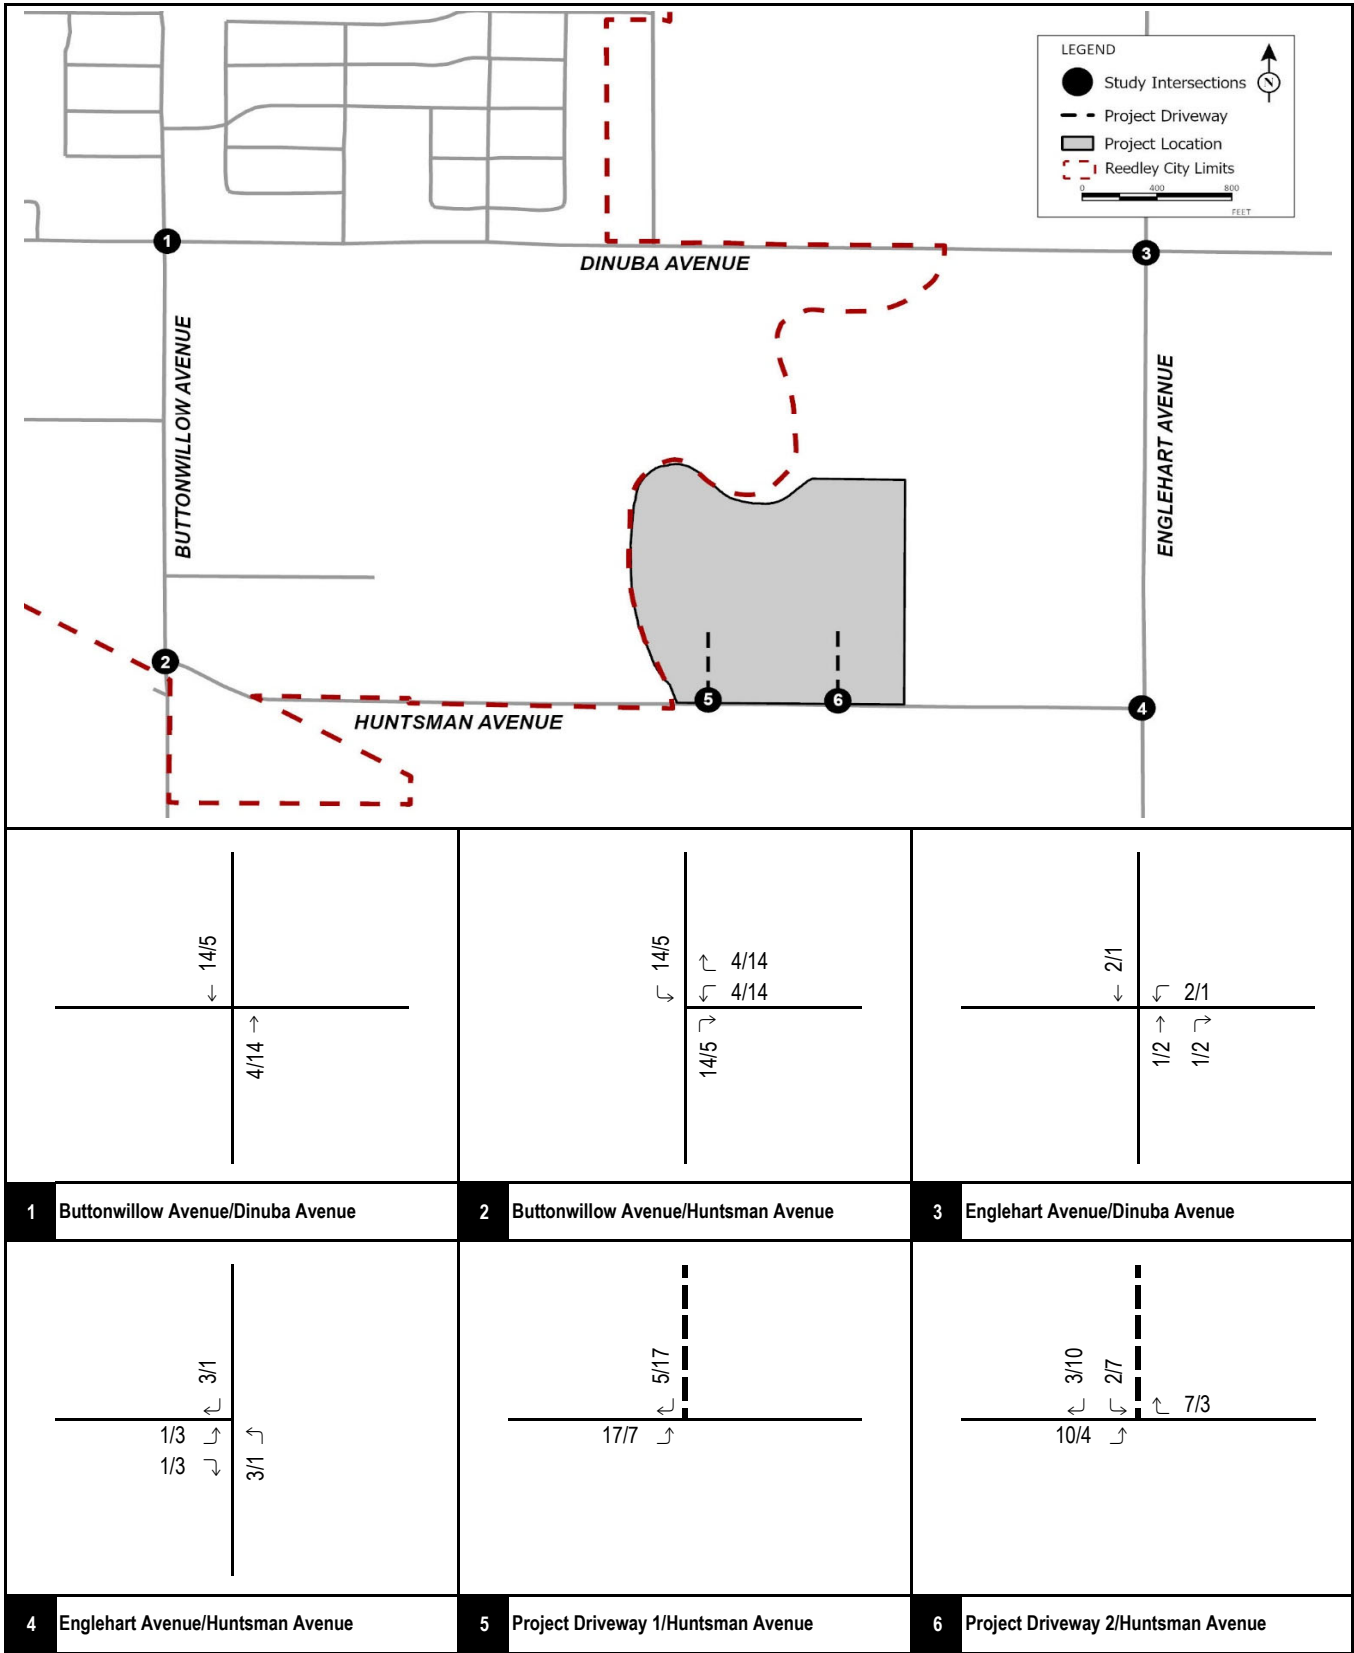 LEGEND
Study Intersections
N
Project Driveway
Project Location
Reedley City Limits
0 400 800
FEET
1
3
DINUBA AVENUE
BUTTONWILLOW AVENUE
ENGLEHART AVENUE
2
5
6
4
HUNTSMAN AVENUE
14/5
4/14
1 Buttonwillow Avenue/Dinuba Avenue
14/5
4/14
4/14
14/5
2 Buttonwillow Avenue/Huntsman Avenue
2/1
2/1
1/2
1/2
3 Englehart Avenue/Dinuba Avenue
3/1
1/3
1/3
3/1
4 Englehart Avenue/Huntsman Avenue
5/17
17/7
5 Project Driveway 1/Huntsman Avenue
3/10
2/7
7/3
10/4
6 Project Driveway 2/Huntsman Avenue